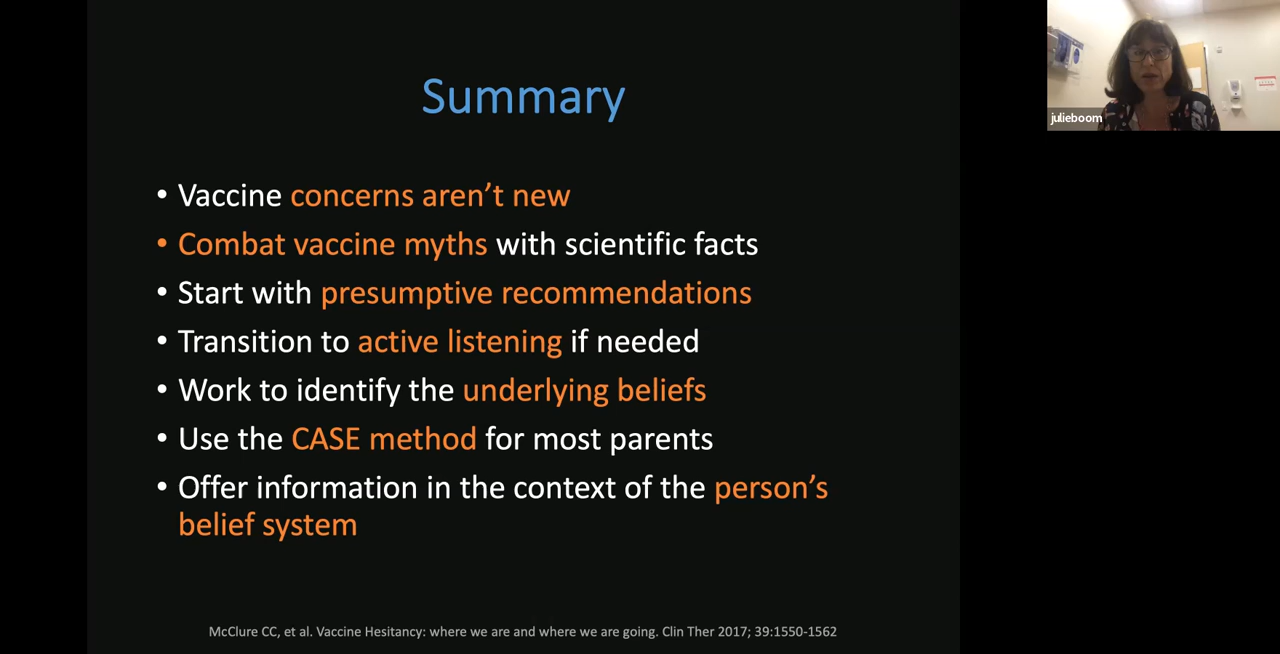 Summary
• Vaccine concerns aren’t new
• Combat vaccine myths with scientific facts
• Start with presumptive recommendations
• Transition to active listening if needed
• Work to identify the underlying beliefs
• Use the CASE method for most parents
• Offer information in the context of the person’s
belief system
McClure CC, et al. Vaccine Hesitancy: where we are and where we are going. Clin Ther 2017; 39:1550-1562
julieboom